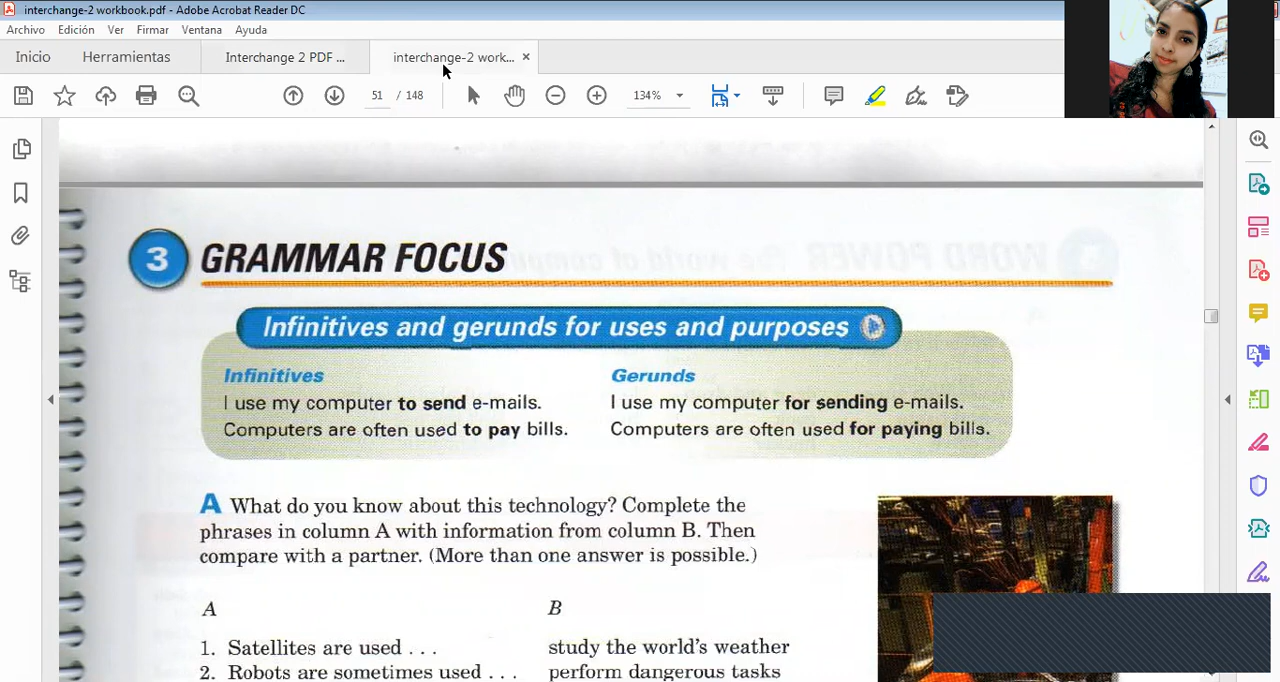 interchange-2 workbook.pdf - Adobe Acrobat Reader DC
Archivo Edición Ver Firmar Ventana Ayuda
Inicio Herramientas Interchange 2 PDF ... interchange-2 work... ×
51 / 148 134%
3 GRAMMAR FOCUS
Infinitives and gerunds for uses and purposes
Infinitives Gerunds
I use my computer to send e-mails. I use my computer for sending e-mails.
Computers are often used to pay bills. Computers are often used for paying bills.
A What do you know about this technology? Complete the
phrases in column A with information from column B. Then
compare with a partner. (More than one answer is possible.)
A B
1. Satellites are used . . . study the world's weather
2. Robots are sometimes used . . . perform dangerous tasks